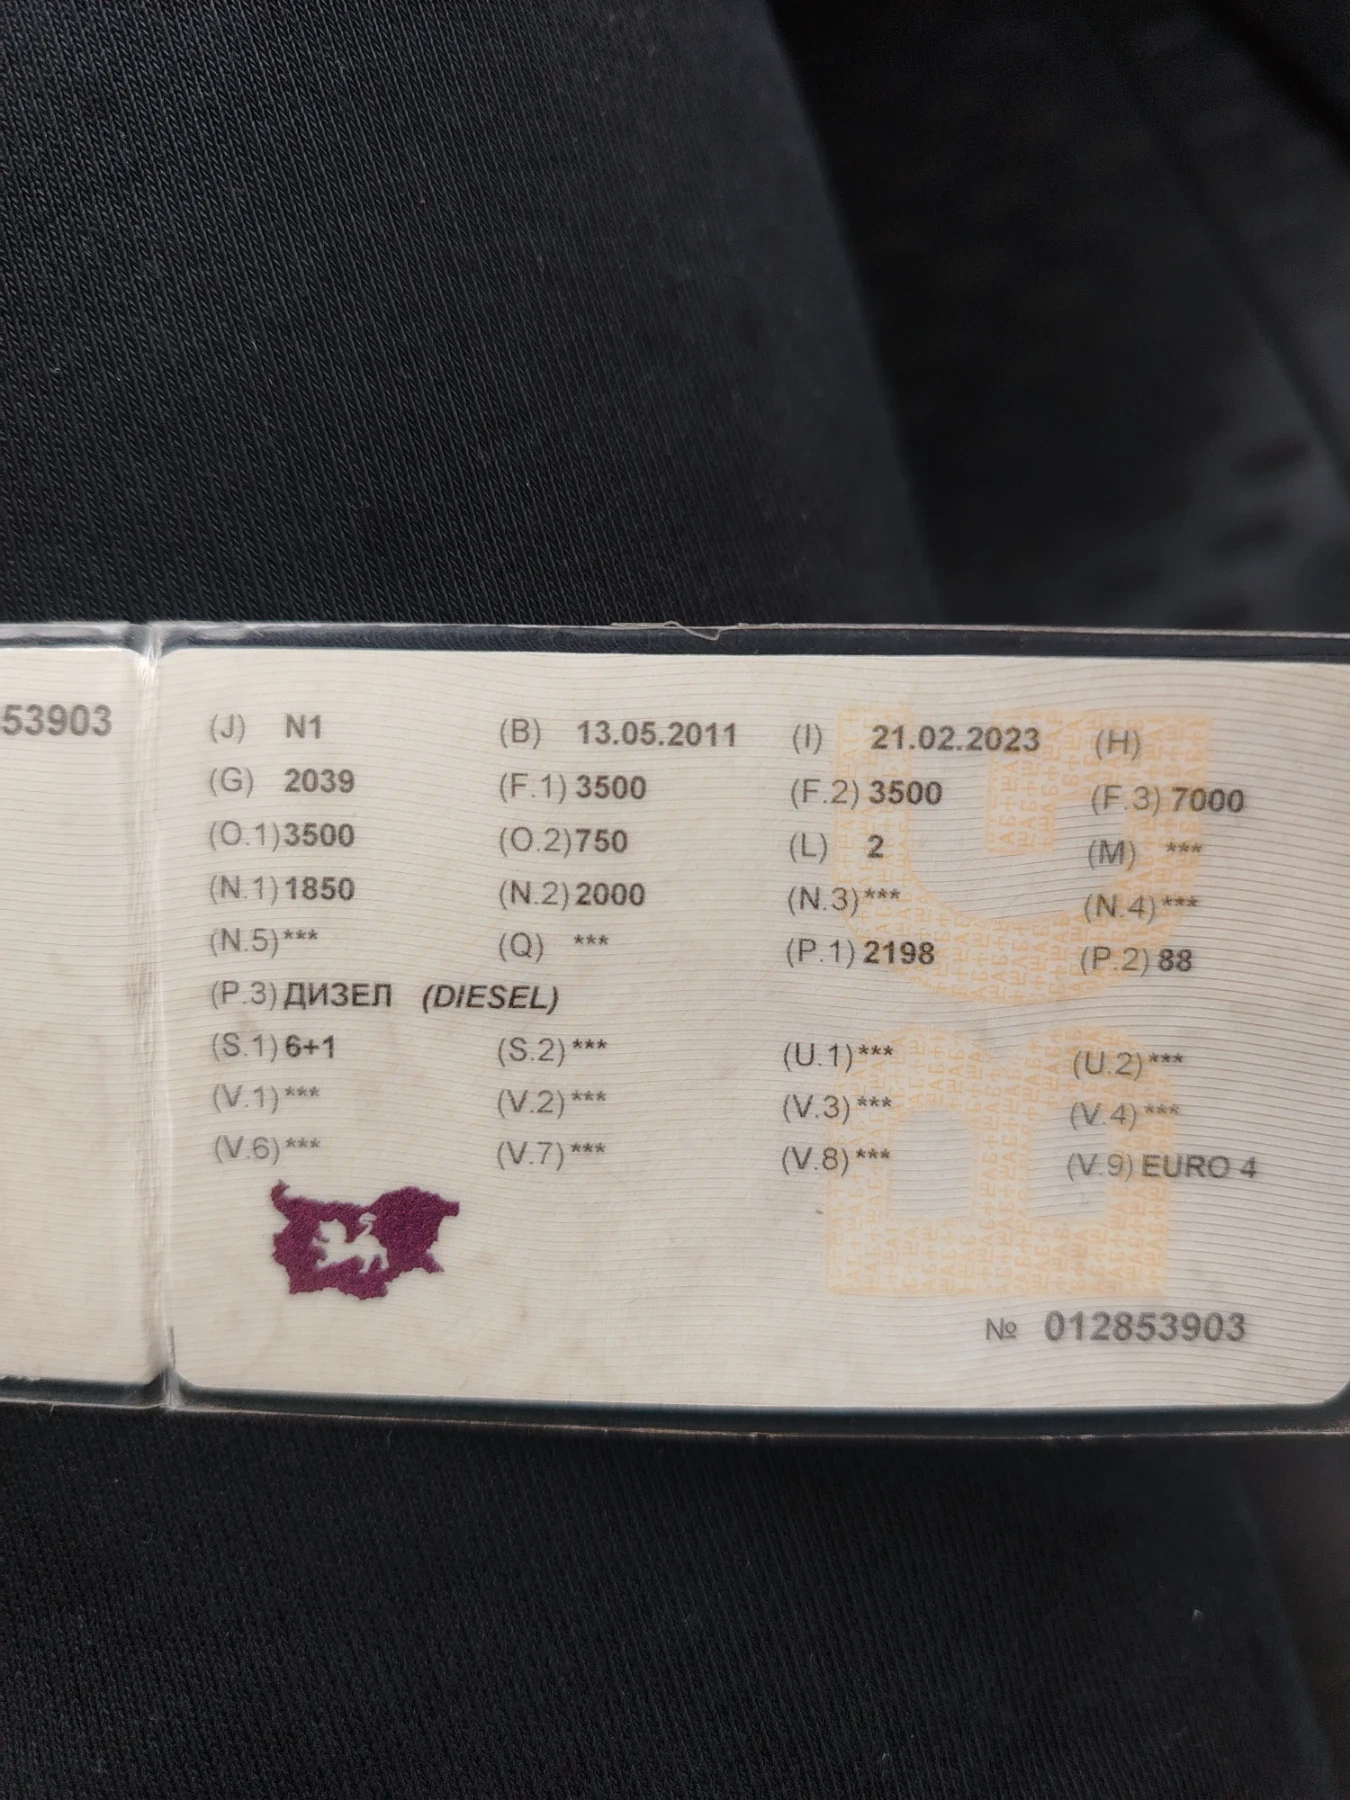 53903
(J) N1 (B) 13.05.2011 (I) 21.02.2023 (H)
(G) 2039 (F.1) 3500 (F.2) 3500 (F.3) 7000
(O.1) 3500 (O.2) 750 (L) 2 (M) ***
(N.1) 1850 (N.2) 2000 (N.3) *** (N.4) ***
(N.5) *** (Q) *** (P.1) 2198 (P.2) 88
(P.3) ДИЗЕЛ (DIESEL)
(S.1) 6+1 (S.2) *** (U.1) *** (U.2) ***
(V.1) *** (V.2) *** (V.3) *** (V.4) ***
(V.6) *** (V.7) *** (V.8) *** (V.9) EURO 4
№ 012853903